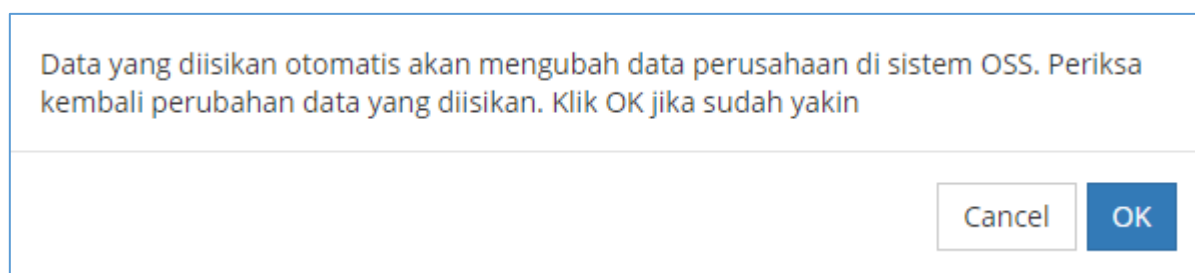 Data yang diisikan otomatis akan mengubah data perusahaan di sistem OSS. Periksa
kembali perubahan data yang diisikan. Klik OK jika sudah yakin
Cancel
OK